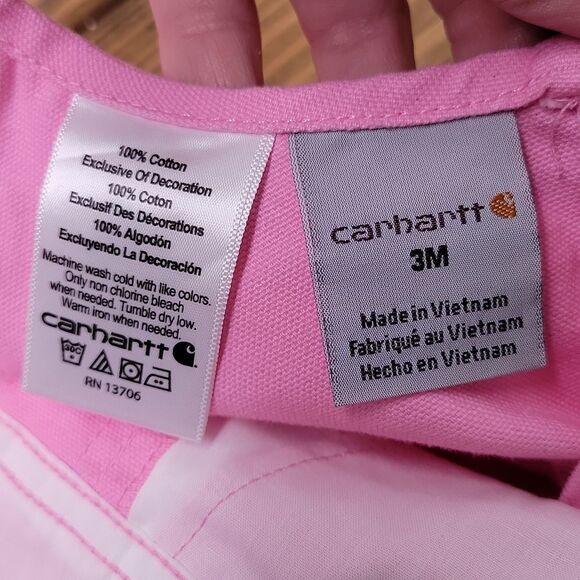 100% Cotton
Exclusive Of Decoration
100% Coton
Exclusif Des Décorations
100% Algodón
Excluyendo La Decoración
Machine wash cold with like colors.
Only non chlorine bleach
when needed. Tumble dry low.
Warm iron when needed.
carhartt
RN 13706
carhartt
3M
Made in Vietnam
Fabriqué au Vietnam
Hecho en Vietnam